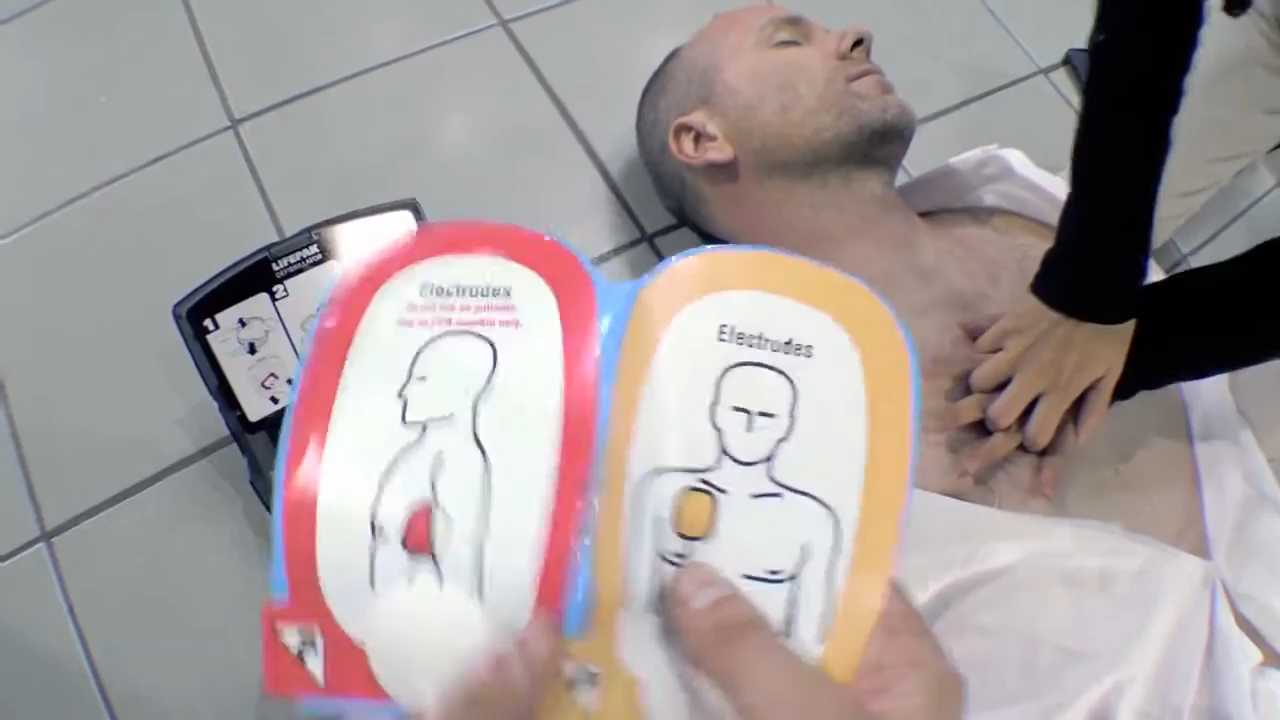 LIFEPAK
DEFIBRILLATOR
1
2
Electrodes
Electrodes